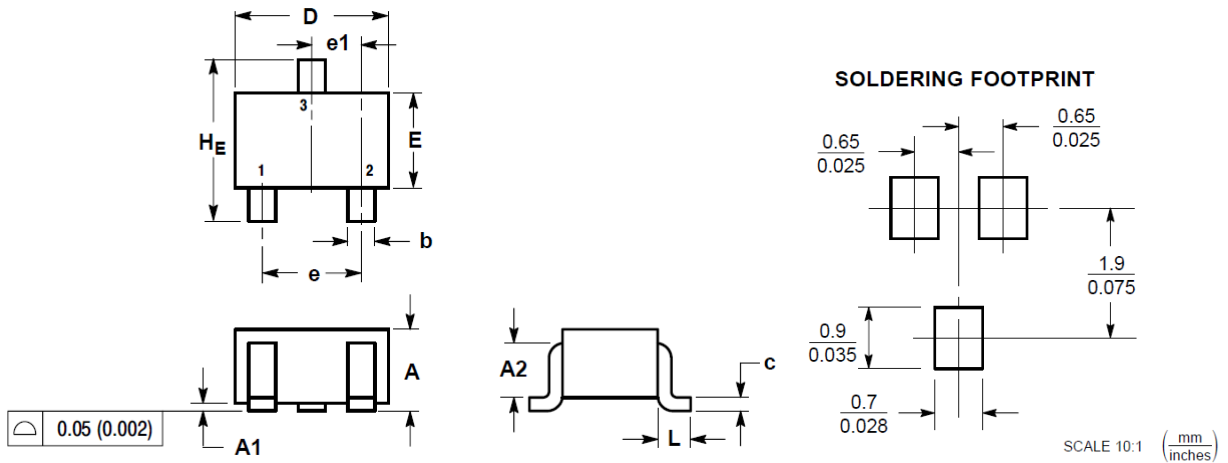 D
e1
3
HE
E
1
2
b
e
A
A1
0.05 (0.002)
A2
c
L
SOLDERING FOOTPRINT
0.65
0.025
0.65
0.025
1.9
0.075
0.9
0.035
0.7
0.028
SCALE 10:1 (mm
inches)